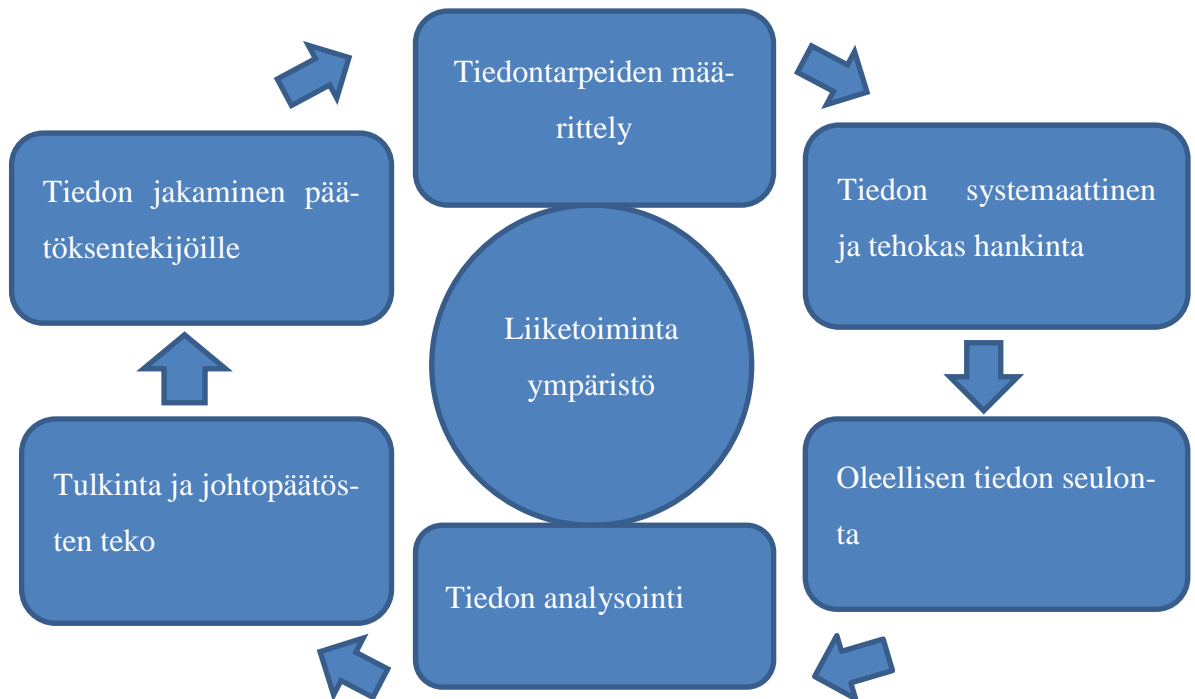 Tiedontarpeiden mää-
rittely
Tiedon systemaattinen
ja tehokas hankinta
Oleellisen tiedon seulon-
ta
Tiedon analysointi
Tulkinta ja johtopäätös-
ten teko
Tiedon jakaminen pää-
töksentekijöille
Liiketoiminta
ympäristö